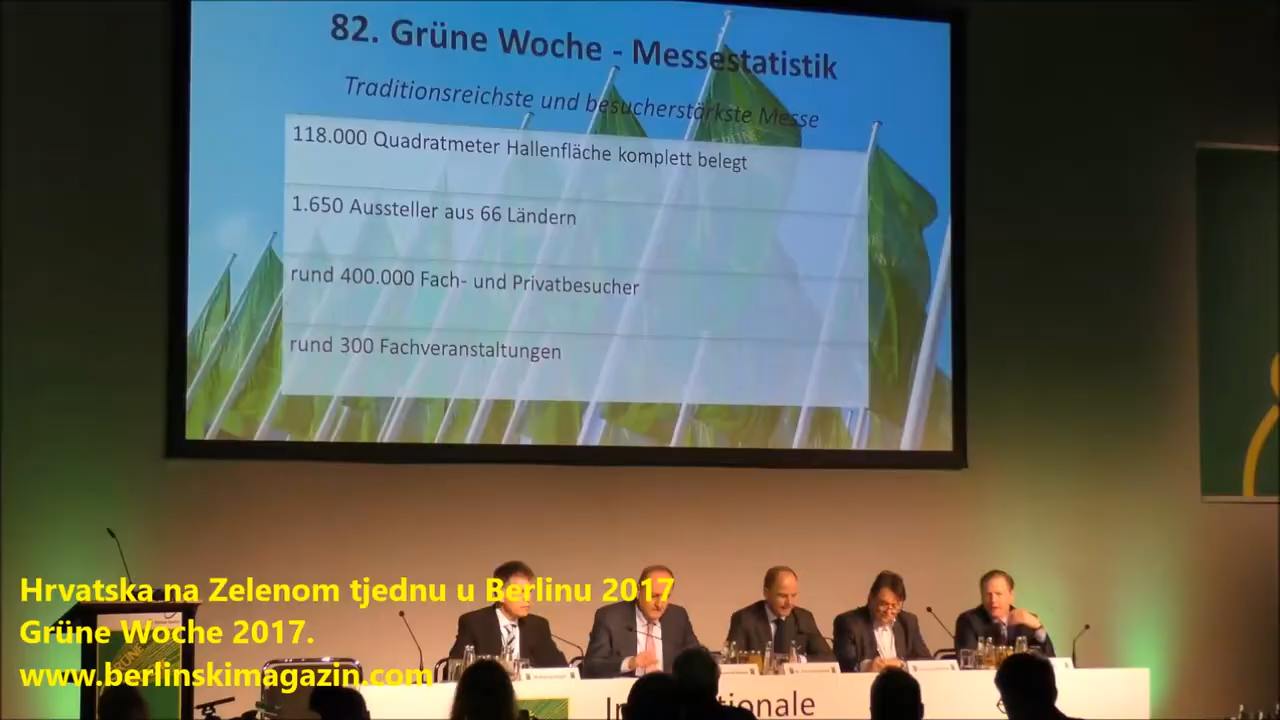 82. Grüne Woche - Messestatistik
Traditionsreichste und besucherstärkste Messe
118.000 Quadratmeter Hallenfläche komplett belegt
1.650 Aussteller aus 66 Ländern
rund 400.000 Fach- und Privatbesucher
rund 300 Fachveranstaltungen
Hrvatska na Zelenom tjednu u Berlinu 2017
Grüne Woche 2017.
www.berlinskimagazin.com
GRÜNE